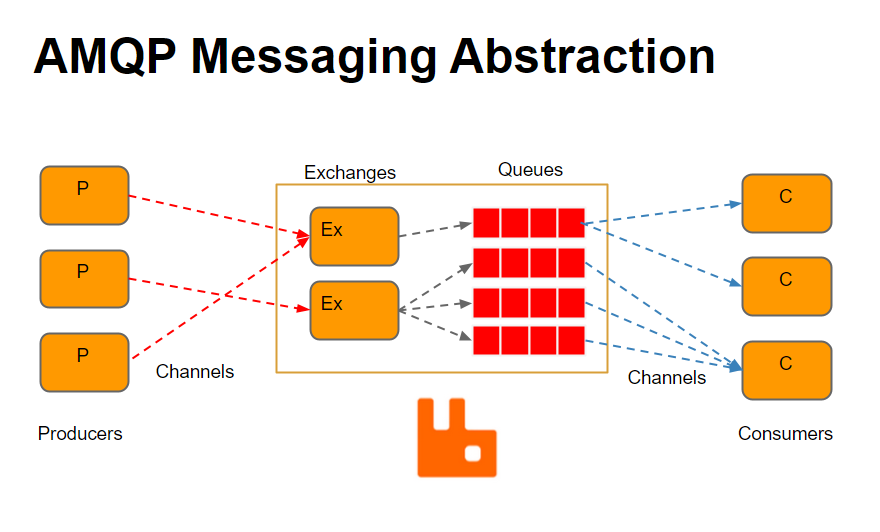 AMQP Messaging Abstraction
Exchanges
Queues
P
P
P
Ex
Ex
C
C
C
Channels
Channels
Producers
Consumers